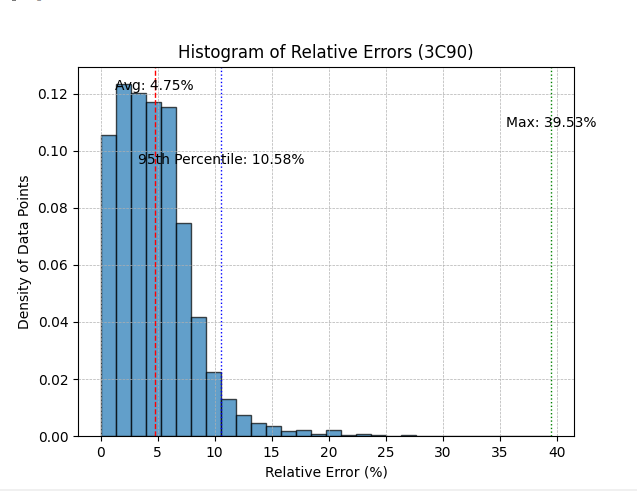 Histogram of Relative Errors (3C90)
Avg: 4.75%
Max: 39.53%
95th Percentile: 10.58%
Density of Data Points
0.12
0.10
0.08
0.06
0.04
0.02
0.00
0 5 10 15 20 25 30 35 40
Relative Error (%)